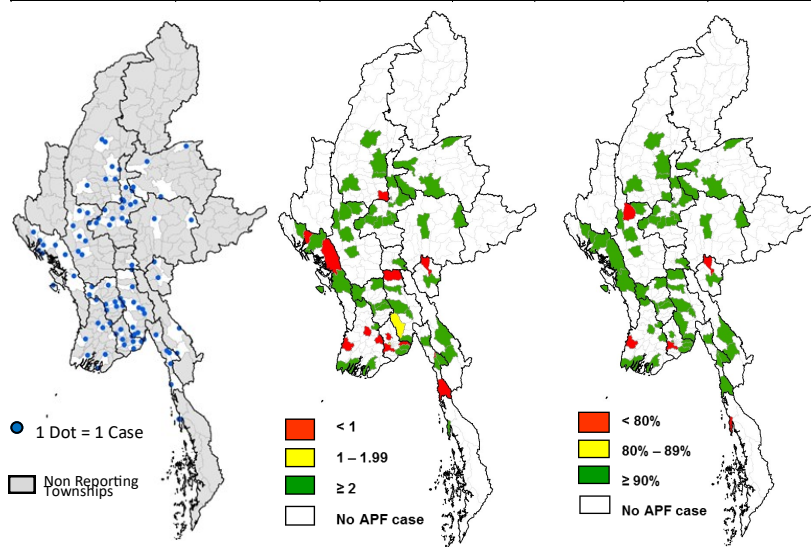 1 Dot = 1 Case
Non Reporting
Townships
< 1
1 – 1.99
≥ 2
No APF case
< 80%
80% – 89%
≥ 90%
No APF case